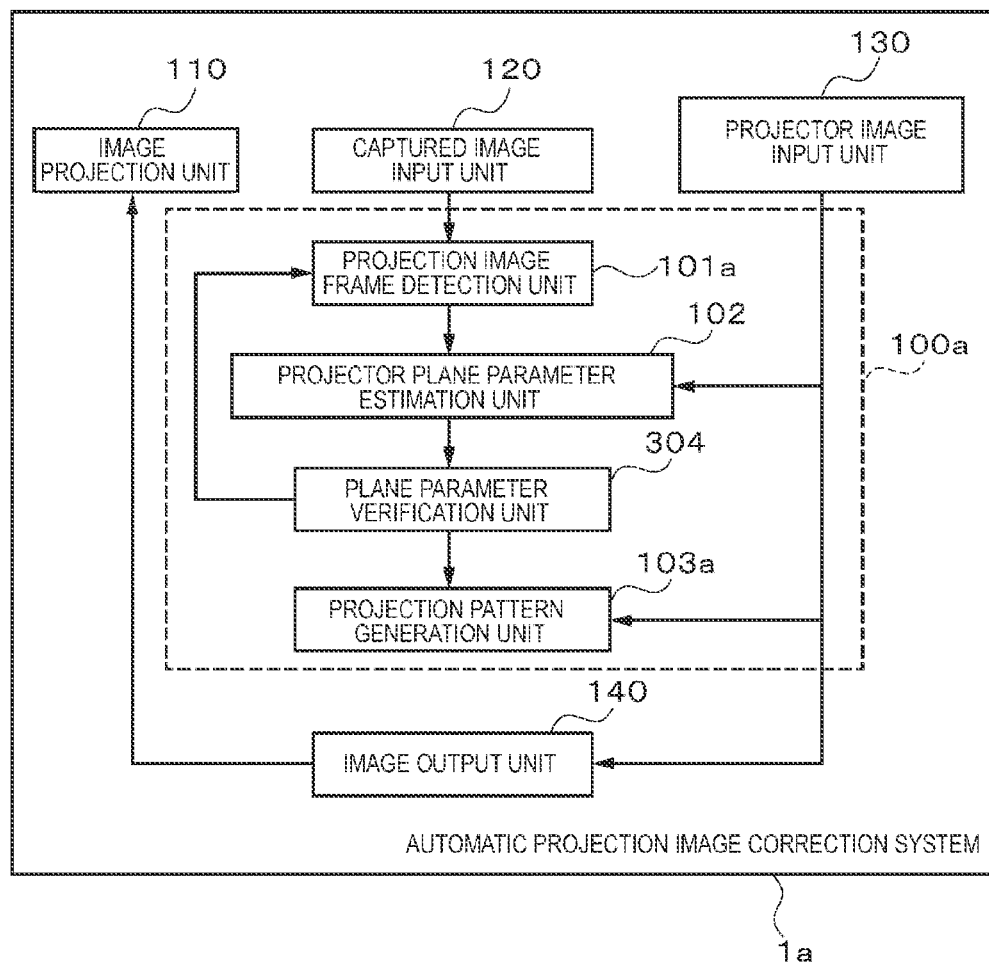 110
120
130
IMAGE
PROJECTION UNIT
CAPTURED IMAGE
INPUT UNIT
PROJECTOR IMAGE
INPUT UNIT
PROJECTION IMAGE
FRAME DETECTION UNIT
101a
102
PROJECTOR PLANE PARAMETER
ESTIMATION UNIT
100a
304
PLANE PARAMETER
VERIFICATION UNIT
103a
PROJECTION PATTERN
GENERATION UNIT
140
IMAGE OUTPUT UNIT
AUTOMATIC PROJECTION IMAGE CORRECTION SYSTEM
1a